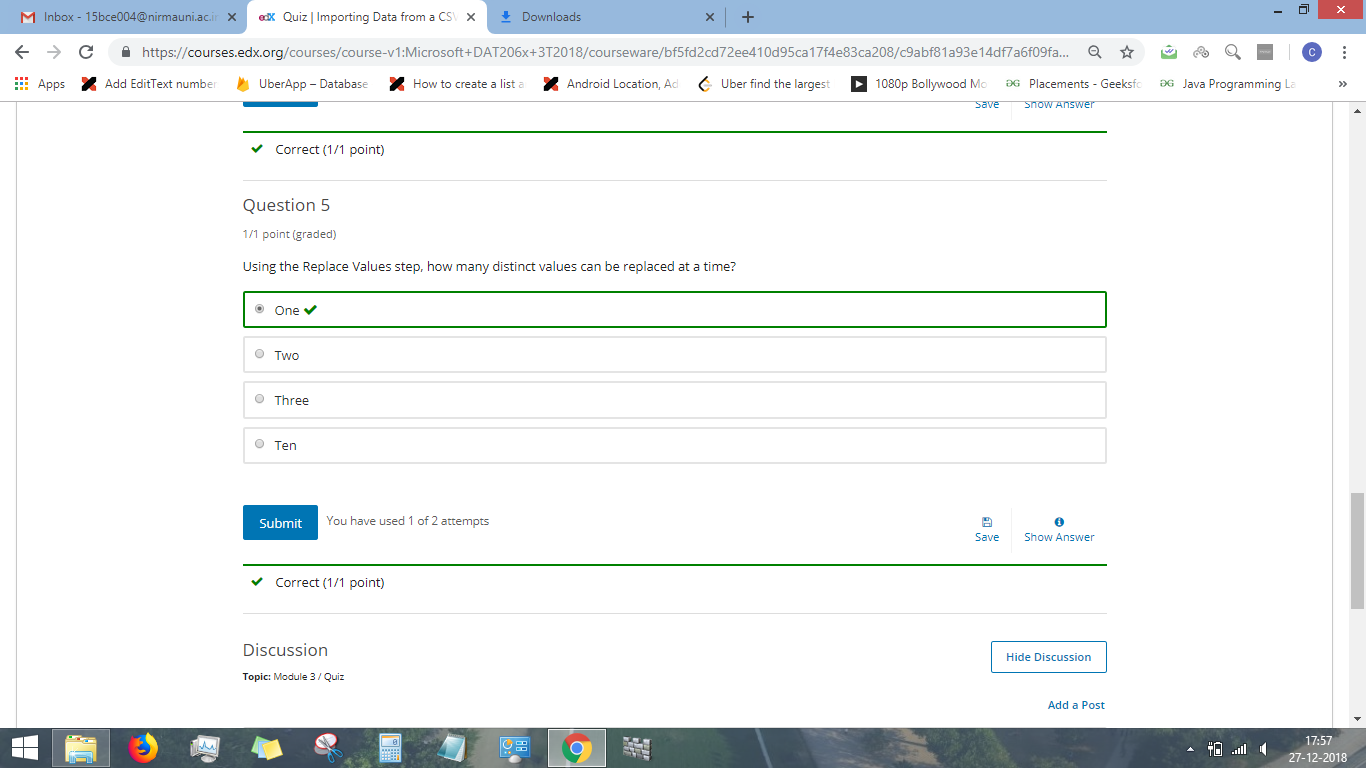 Inbox - 15bce004@nirmauni.ac.i
edX Quiz | Importing Data from a CSV
Downloads
https://courses.edx.org/courses/course-v1:Microsoft+DAT206x+3T2018/courseware/bf5fd2cd72ee410d95ca17f4e83ca208/c9abf81a93e14df7a6f09fa...
C
Apps
Add EditText number
UberApp – Database
How to create a list a
Android Location, Ad
Uber find the largest
1080p Bollywood Mo
Placements - Geeksfo
Java Programming La
»
Save
Show Answer
Correct (1/1 point)
Question 5
1/1 point (graded)
Using the Replace Values step, how many distinct values can be replaced at a time?
One
Two
Three
Ten
Submit
You have used 1 of 2 attempts
Save
Show Answer
Correct (1/1 point)
Discussion
Hide Discussion
Topic: Module 3 / Quiz
Add a Post
17:57
27-12-2018